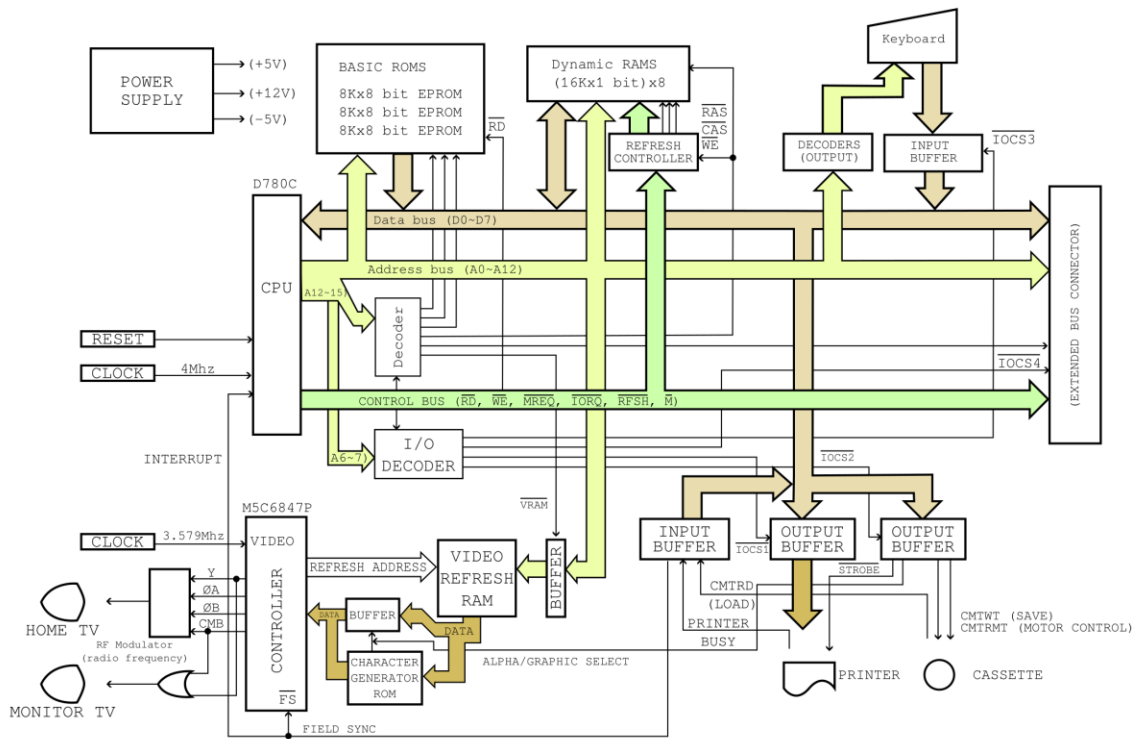 POWER
SUPPLY
(+5V)
(+12V)
(-5V)
BASIC ROMS
8Kx8 bit EPROM
8Kx8 bit EPROM
8Kx8 bit EPROM
RD
Dynamic RAMS
(16Kx1 bit)x8
RAS
CAS
WE
REFRESH
CONTROLLER
Keyboard
DECODERS
(OUTPUT)
INPUT
BUFFER
IOCS3
D780C
CPU
Data bus (D0~D7)
Address bus (A0~A12)
A12~15)
Decoder
(EXTENDED BUS CONNECTOR)
RESET
CLOCK
4Mhz
IOCS4
CONTROL BUS (RD, WE, MREQ, IORQ, RFSH, M)
I/O
DECODER
A6~7)
INTERRUPT
IOCS2
VRAM
M5C6847P
CLOCK
3.579Mhz
VIDEO
CONTROLLER
FS
REFRESH ADDRESS
VIDEO
REFRESH
RAM
BUFFER
INPUT
BUFFER
IOCS1
OUTPUT
BUFFER
OUTPUT
BUFFER
STROBE
Y
ØA
ØB
CMB
HOME TV
RF Modulator
(radio frequency)
MONITOR TV
DATA
BUFFER
DATA
CHARACTER
GENERATOR
ROM
ALPHA/GRAPHIC SELECT
CMTRD
(LOAD)
PRINTER
BUSY
CMTWT (SAVE)
CMTRMT (MOTOR CONTROL)
PRINTER
CASSETTE
FIELD SYNC